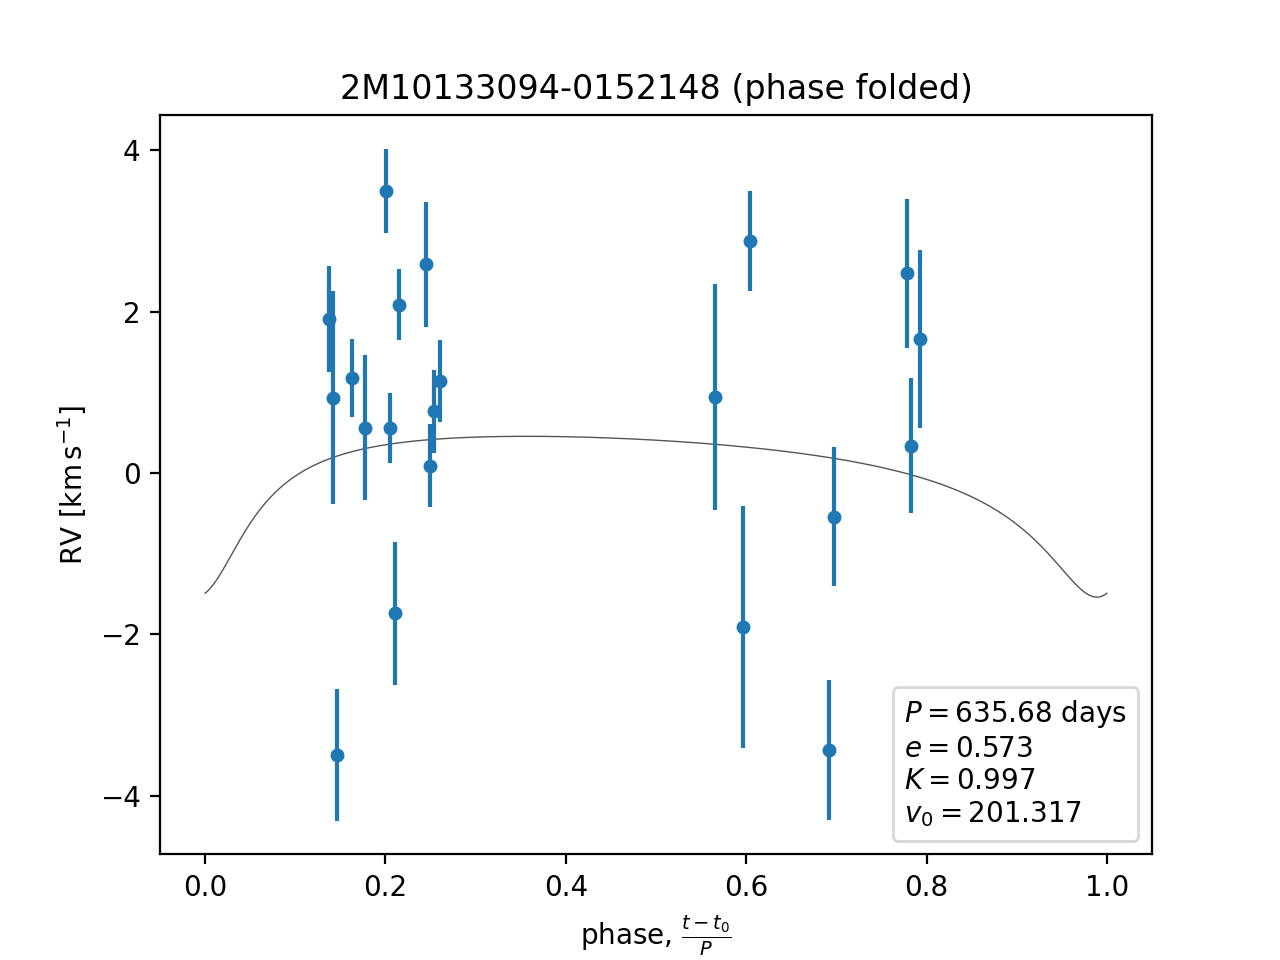 2M10133094-0152148 (phase folded)
RV [km s⁻¹]
4
2
0
−2
−4
P = 635.68 days
e = 0.573
K = 0.997
v₀ = 201.317
0.0 0.2 0.4 0.6 0.8 1.0
phase, (t − t₀)/P